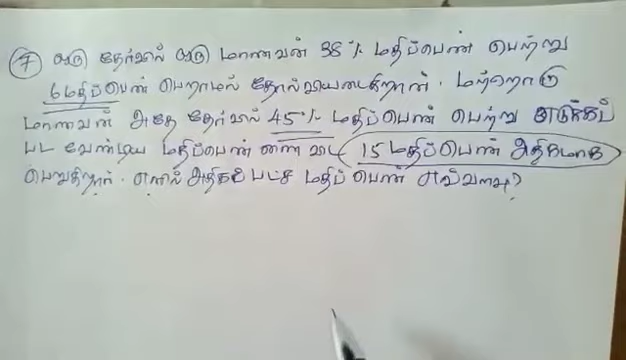 7 ஒரு தேர்வில் ஒரு மாணவன் 38 % மதிப்பெண் பெற்று
6 மதிப்பெண் பெறாமல் தோல்வியடைகிறான். மற்றொரு
மாணவன் அதே தேர்வில் 45 % மதிப்பெண் பெற்று எடுக்கப்
பட வேண்டிய மதிப்பெண்ணை விட 15 மதிப்பெண் அதிகமாக
பெறுகிறார். எனில் அதிகபட்ச மதிப்பெண் எவ்வளவு?